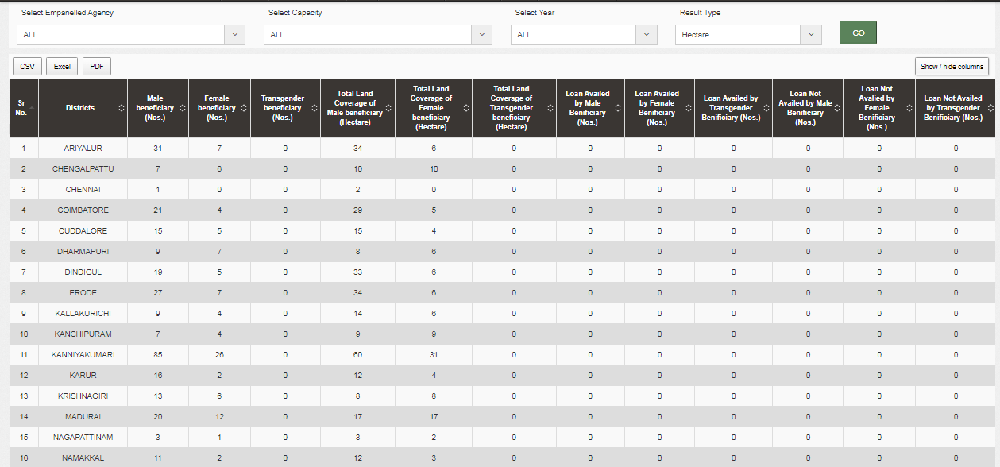 Select Empanelled Agency Select Capacity Select Year Result Type
ALL ALL ALL Hectare GO
CSV Excel PDF Show / hide columns
Sr No. Districts Male beneficiary (Nos.) Female beneficiary (Nos.) Transgender beneficiary (Nos.) Total Land Coverage of Male beneficiary (Hectare) Total Land Coverage of Female beneficiary (Hectare) Total Land Coverage of Transgender beneficiary (Hectare) Loan Availed by Male Benificiary (Nos.) Loan Availed by Female Benificiary (Nos.) Loan Availed by Transgender Benificiary (Nos.) Loan Not Availed by Male Benificiary (Nos.) Loan Not Avalied by Female Benificiary (Nos.) Loan Not Availed by Transgender Benificiary (Nos.)
1 ARIYALUR 31 7 0 34 6 0 0 0 0 0 0 0
2 CHENGALPATTU 7 6 0 10 10 0 0 0 0 0 0 0
3 CHENNAI 1 0 0 2 0 0 0 0 0 0 0 0
4 COIMBATORE 21 4 0 29 5 0 0 0 0 0 0 0
5 CUDDALORE 15 5 0 15 4 0 0 0 0 0 0 0
6 DHARMAPURI 9 7 0 8 6 0 0 0 0 0 0 0
7 DINDIGUL 19 5 0 33 6 0 0 0 0 0 0 0
8 ERODE 27 7 0 34 6 0 0 0 0 0 0 0
9 KALLAKURICHI 9 4 0 14 6 0 0 0 0 0 0 0
10 KANCHIPURAM 7 4 0 9 9 0 0 0 0 0 0 0
11 KANNIYAKUMARI 85 26 0 60 31 0 0 0 0 0 0 0
12 KARUR 16 2 0 12 4 0 0 0 0 0 0 0
13 KRISHNAGIRI 13 6 0 8 8 0 0 0 0 0 0 0
14 MADURAI 20 12 0 17 17 0 0 0 0 0 0 0
15 NAGAPATTINAM 3 1 0 3 2 0 0 0 0 0 0 0
16 NAMAKKAL 11 2 0 12 3 0 0 0 0 0 0 0